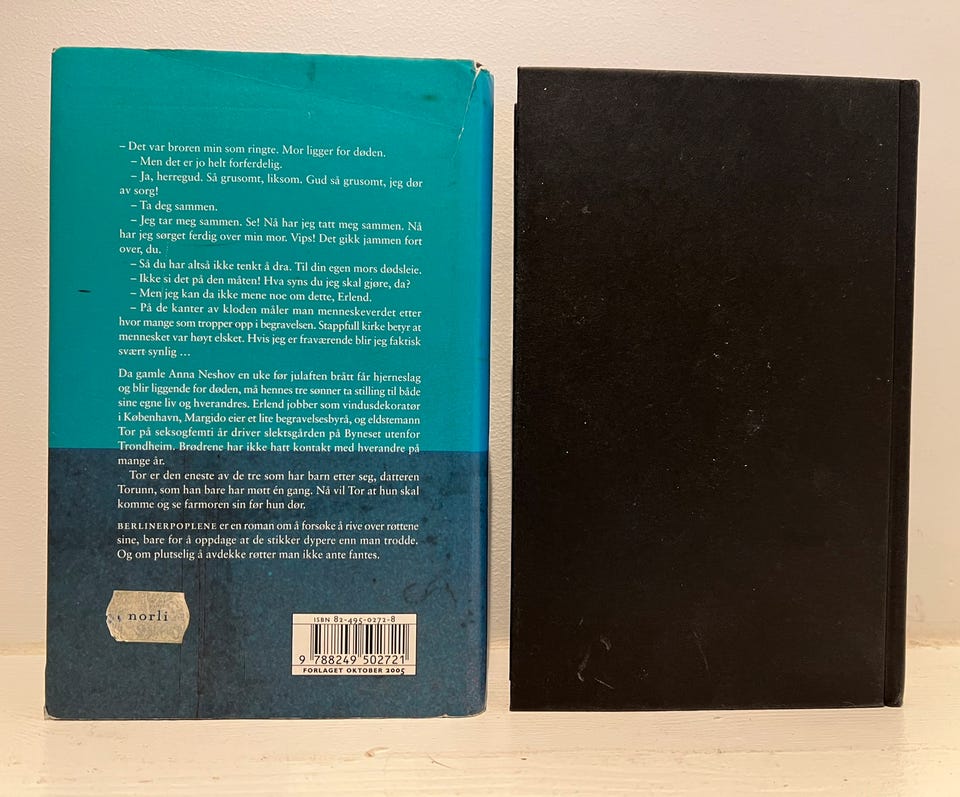 – Det var broren min som ringte. Mor ligger for døden.
– Men det er jo helt forferdelig.
– Ja, herregud. Så grusomt, liksom. Gud så grusomt, jeg dør
av sorg!
– Ta deg sammen.
– Jeg tar meg sammen. Se! Nå har jeg tatt meg sammen. Nå
har jeg sørget ferdig over min mor. Vips! Det gikk jammen fort
over, du.
– Så du har altså ikke tenkt å dra. Til din egen mors dødsleie.
– Ikke si det på den måten! Hva syns du jeg skal gjøre, da?
– Men jeg kan da ikke mene noe om dette, Erlend.
– På de kanter av kloden måler man menneskeverdet etter
hvor mange som tropper opp i begravelsen. Stappfull kirke betyr at
mennesket var høyt elsket. Hvis jeg er fraværende blir jeg faktisk
svært synlig …
Da gamle Anna Neshov en uke før julaften brått får hjerneslag
og blir liggende for døden, må hennes tre sønner ta stilling til både
sine egne liv og hverandres. Erlend jobber som vindusdekoratør
i København, Margido eier et lite begravelsesbyrå, og eldstemann
Tor på seksogfemti år driver slektsgården på Byneset utenfor
Trondheim. Brødrene har ikke hatt kontakt med hverandre på
mange år.
Tor er den eneste av de tre som har barn etter seg, datteren
Torunn, som han bare har møtt én gang. Nå vil Tor at hun skal
komme og se farmoren sin før hun dør.
BERLINERPOPLENE er en roman om å forsøke å rive over røttene
sine, bare for å oppdage at de stikker dypere enn man trodde.
Og om plutselig å avdekke røtter man ikke ante fantes.
norli
ISBN 82-495-0272-8
9 788249 502721
FORLAGET OKTOBER 2005